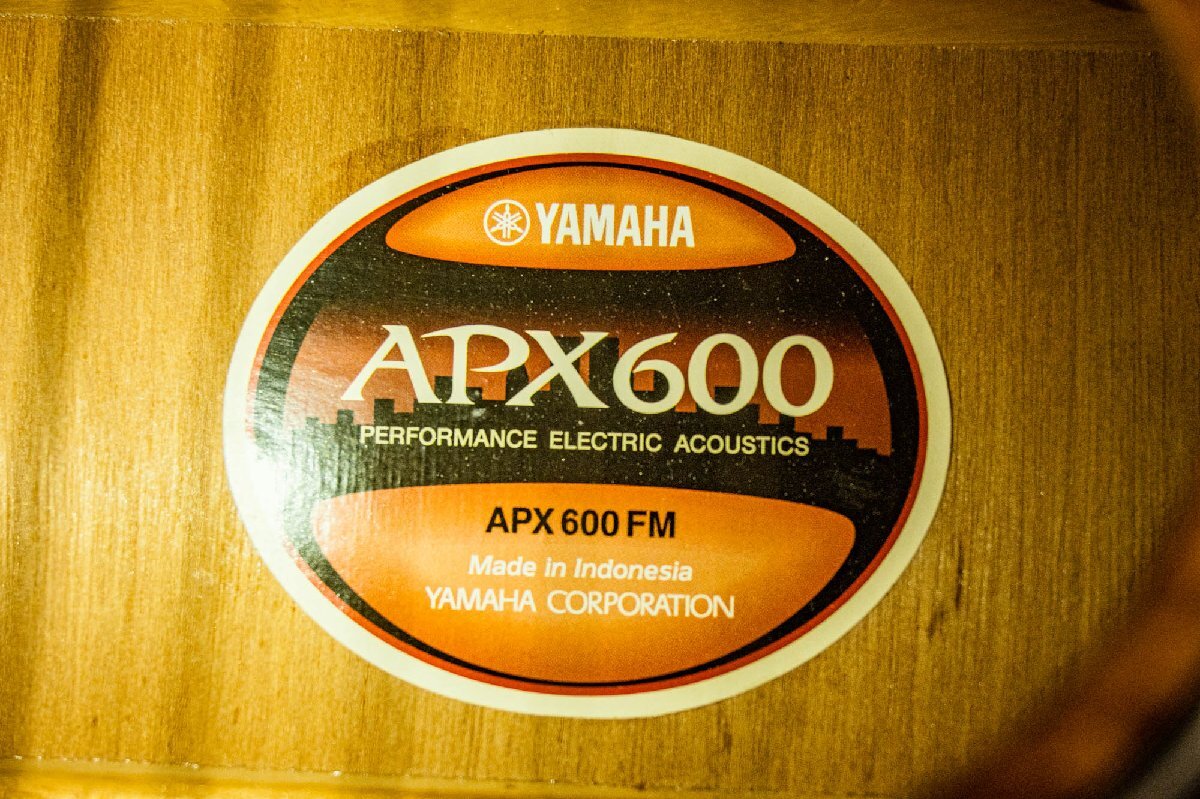 YAMAHA
APX600
PERFORMANCE ELECTRIC ACOUSTICS
APX 600 FM
Made in Indonesia
YAMAHA CORPORATION